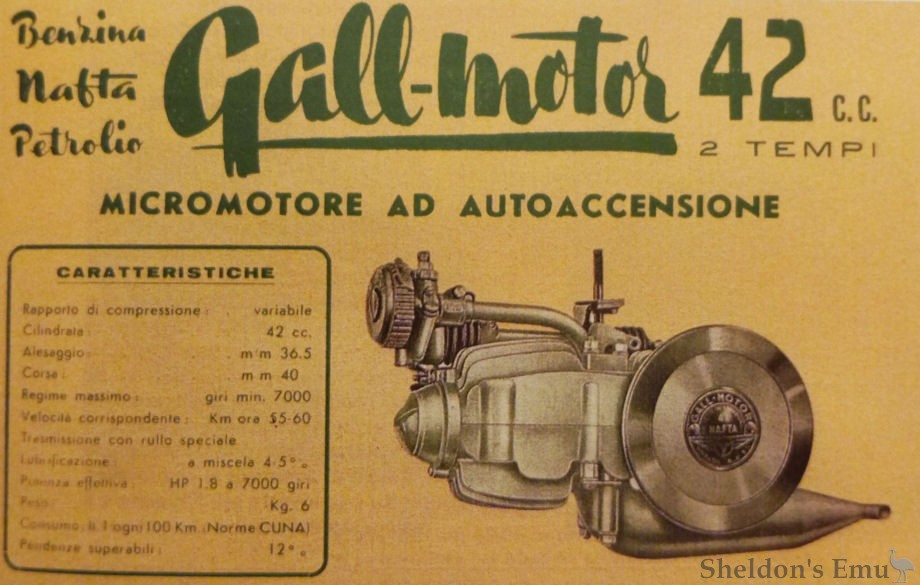 Benzina
Nafta
Petrolio
Gall-Motor 42 c.c.
2 TEMPI
MICROMOTORE AD AUTOACCENSIONE
CARATTERISTICHE
Rapporto di compressione: variabile
Cilindrata: 42 cc.
Alesaggio: m/m 36.5
Corsa: m m 40
Regime massimo: giri min. 7000
Velocità corrispondente: Km ora 55-60
Trasmissione con rullo speciale
Lubrificazione: a miscela 4-5%
Potenza effettiva: HP 1.8 a 7000 giri
Peso: Kg. 6
Consumo: lt. 1 ogni 100 Km. (Norme CUNA)
Pendenze superabili: 12%
GALL-MOTOR
NAFTA
Sheldon's Emu